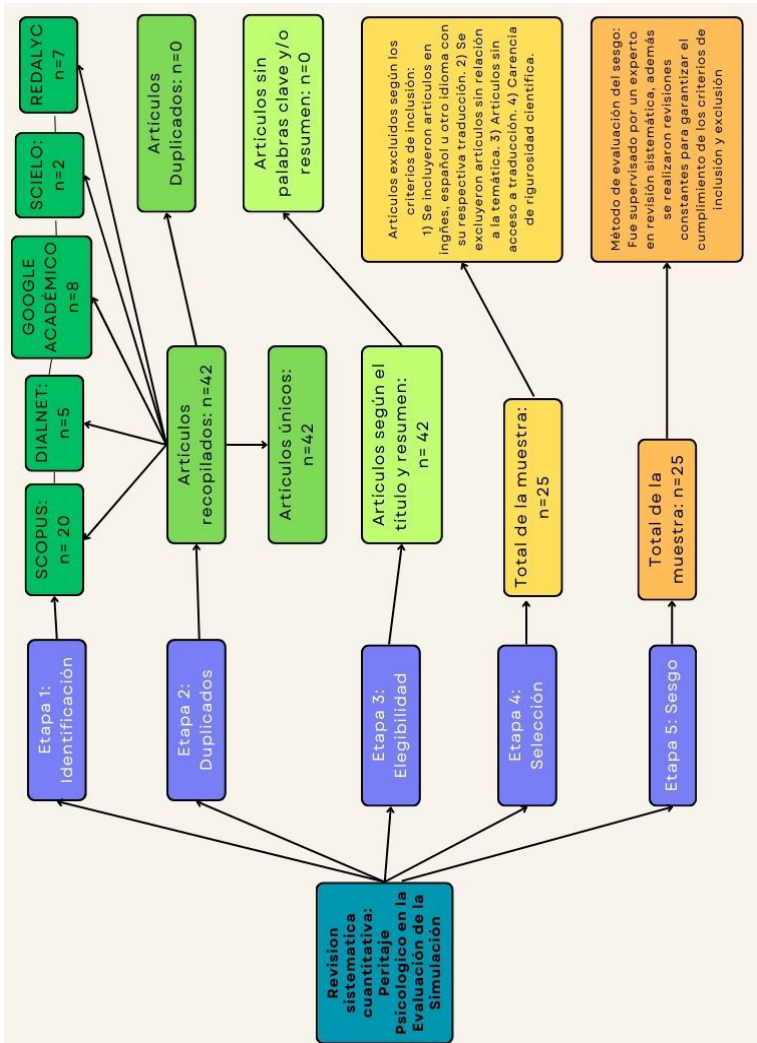 Revision
sistematica
cuantitativa:
Peritaje
Psicologico en la
Evaluación de la
Simulación
Etapa 1:
Identificación
SCOPUS:
n= 20
DIALNET:
n=5
GOOGLE
ACADÉMICO
n=8
SCIELO:
n=2
REDALYC
n=7
Etapa 2:
Duplicados
Artículos
recopilados: n=42
Artículos
Duplicados: n=0
Artículos únicos:
n=42
Etapa 3:
Elegibilidad
Artículos según el
título y resumen:
n= 42
Artículos sin
palabras clave y/o
resumen: n=0
Etapa 4:
Selección
Total de la muestra:
n=25
Artículos excluidos según los
criterios de inclusión:
1) Se incluyeron artículos en
ingñes, español u otro idioma con
su respectiva traducción. 2) Se
excluyeron artículos sin relación
a la temática. 3) Artículos sin
acceso a traducción. 4) Carencia
de rigurosidad científica.
Etapa 5: Sesgo
Total de la
muestra: n=25
Método de evaluación del sesgo:
Fue supervisado por un experto
en revisión sistemática, además
se realizaron revisiones
constantes para garantizar el
cumplimiento de los criterios de
inclusión y exclusión